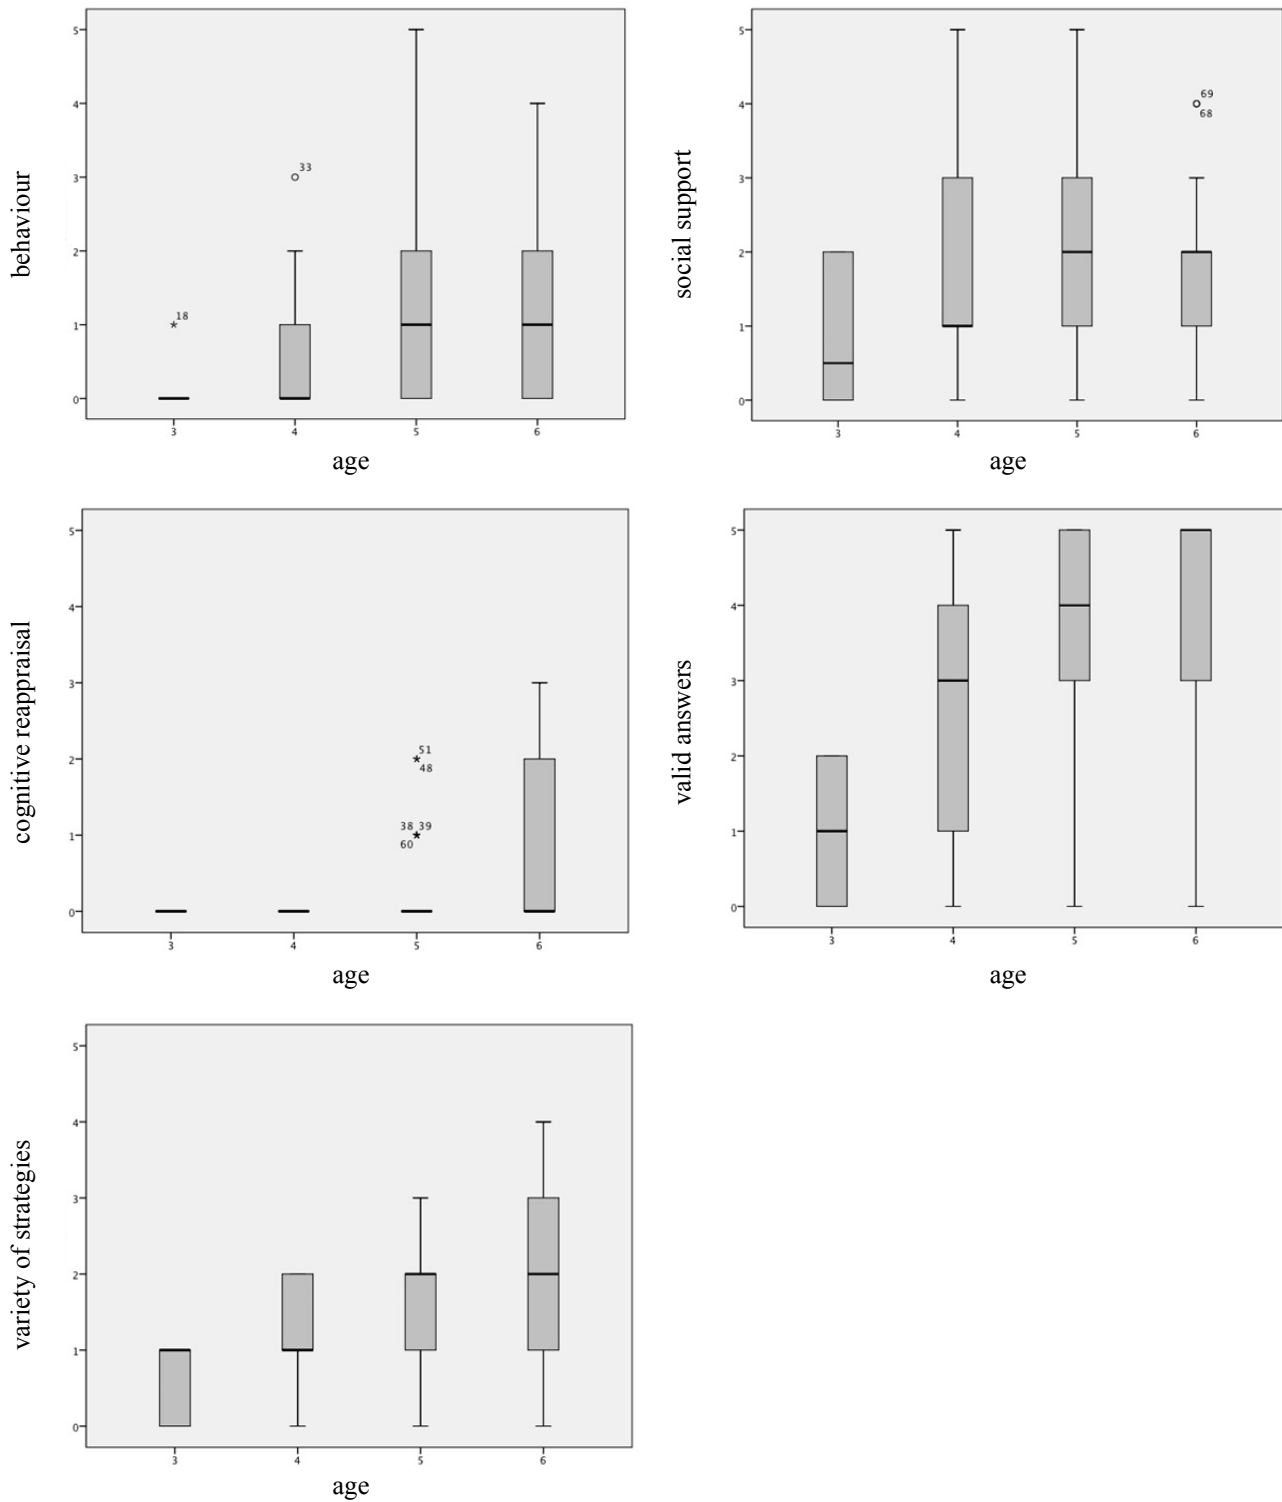 behaviour
5
4
3
2
1
0
33
18
3 4 5 6
age
social support
5
4
3
2
1
0
69
68
3 4 5 6
age
cognitive reappraisal
5
4
3
2
1
0
51
48
38 39
60
3 4 5 6
age
valid answers
5
4
3
2
1
0
3 4 5 6
age
variety of strategies
5
4
3
2
1
0
3 4 5 6
age